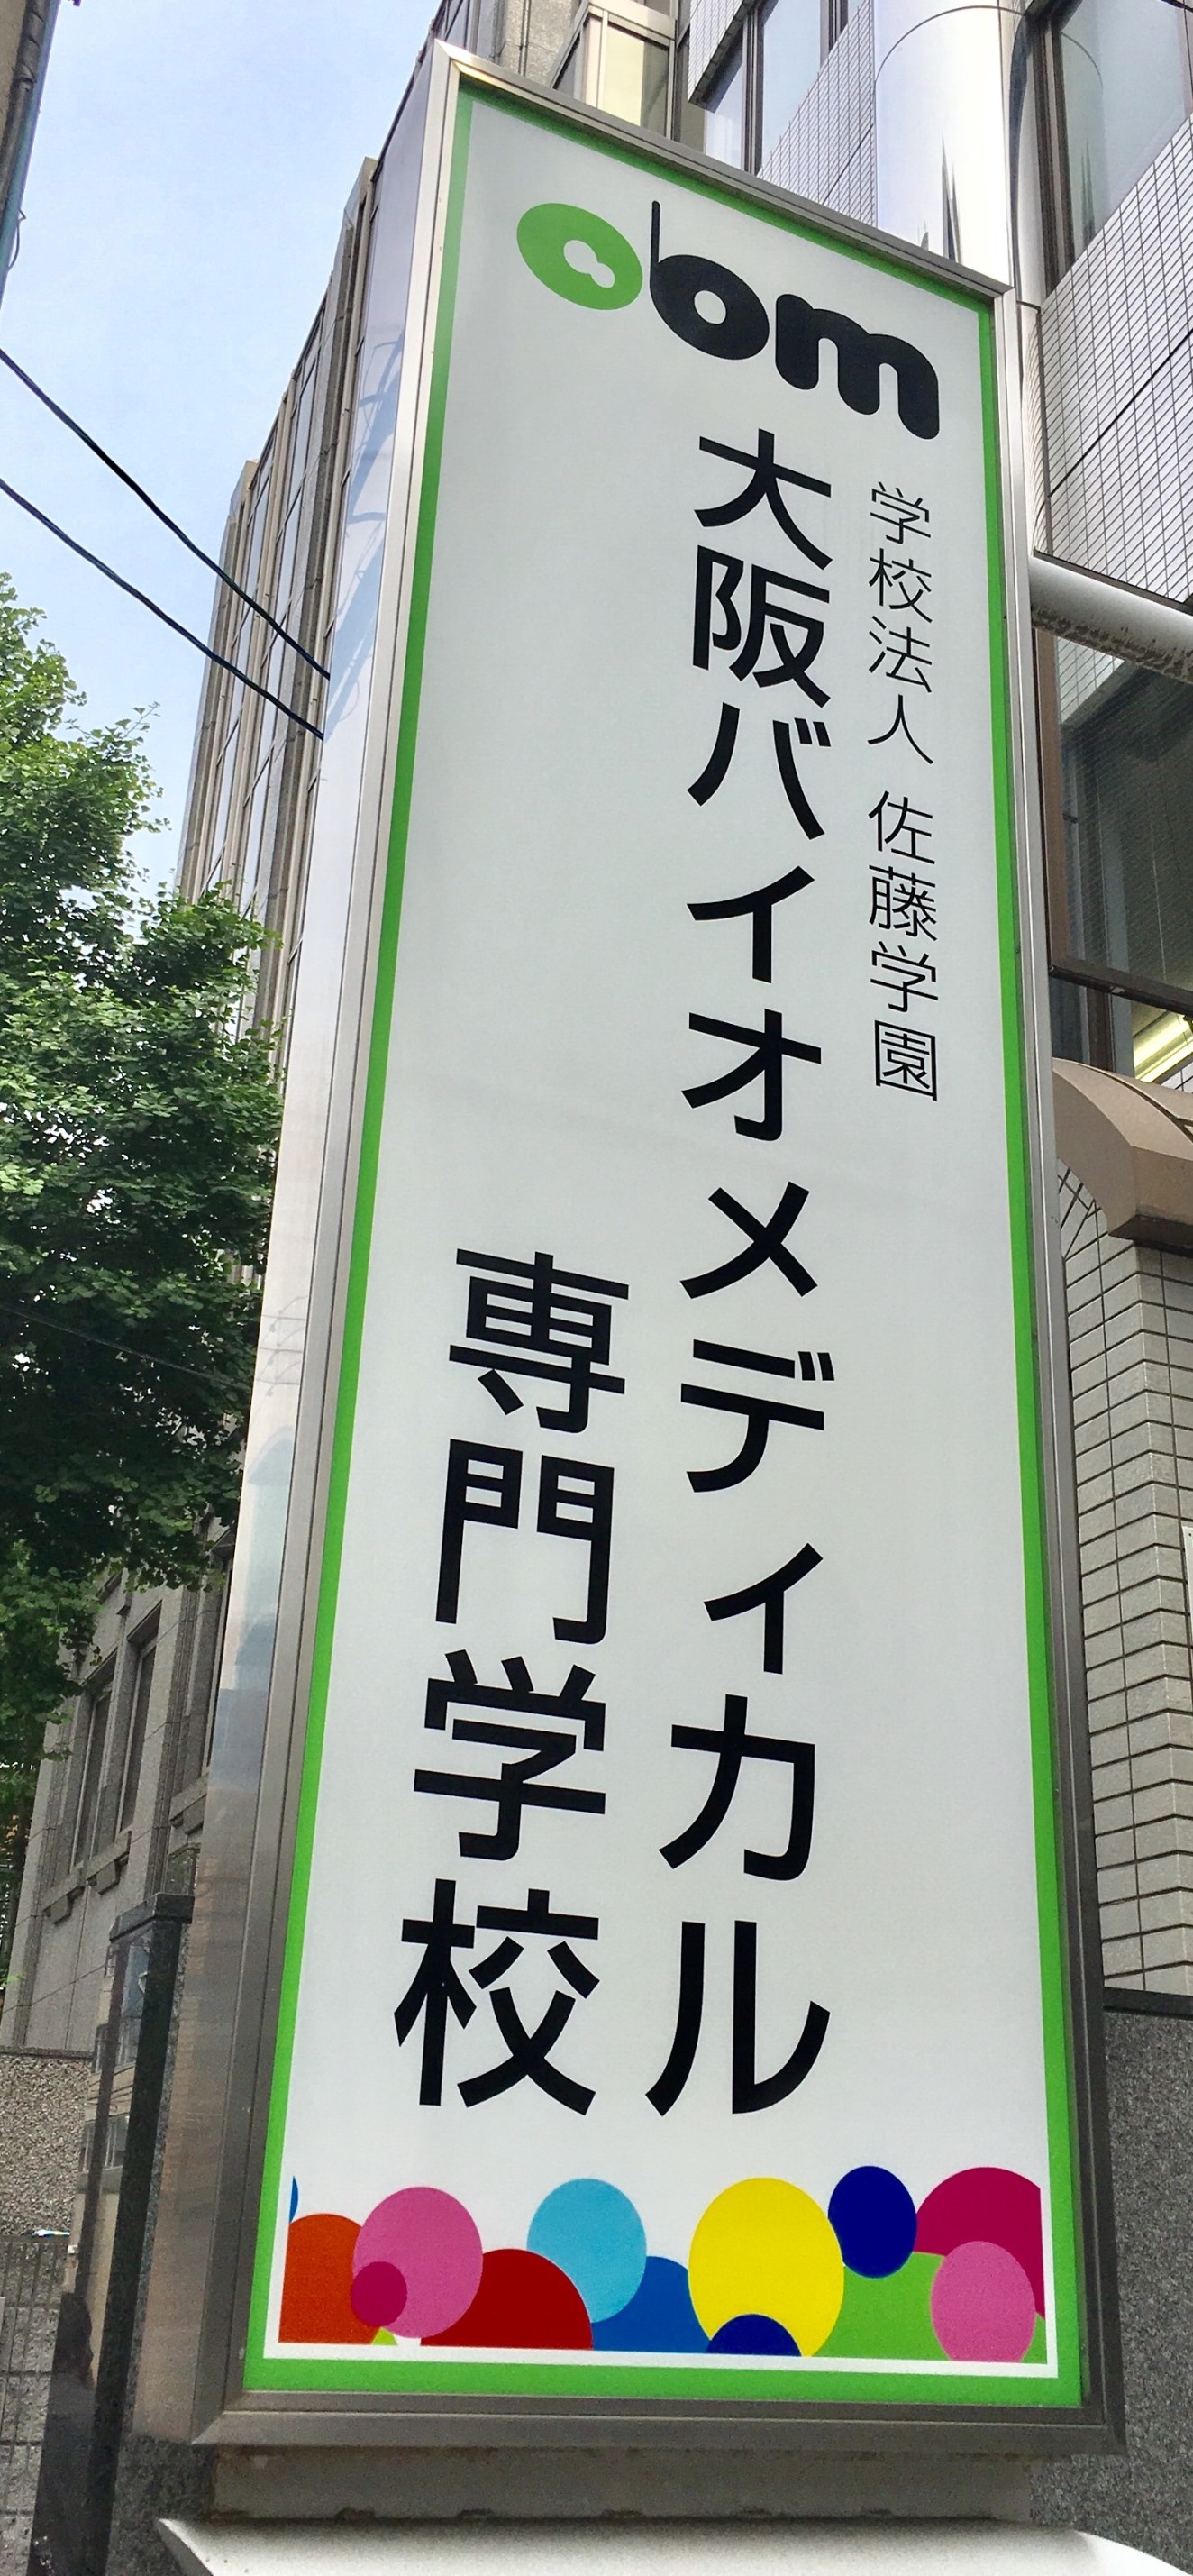 obm
学校法人 佐藤学園
大阪バイオメディカル
専門学校